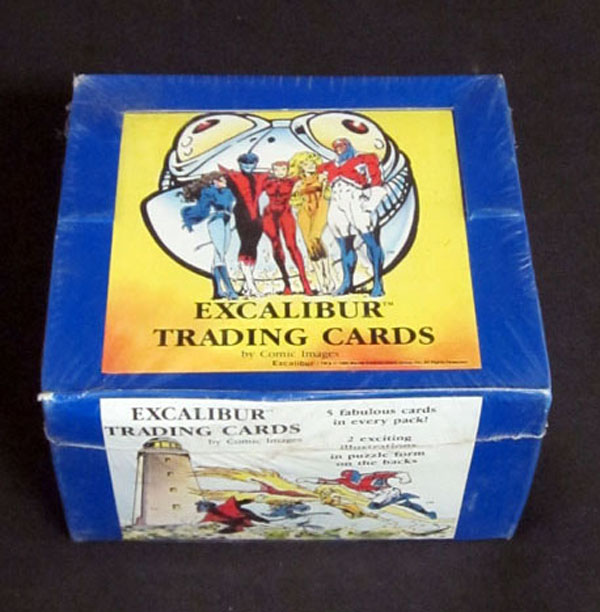 EXCALIBUR™
TRADING CARDS
by Comic Images
Excalibur
EXCALIBUR™
TRADING CARDS
by Comic Images
5 fabulous cards
in every pack!
2 exciting
illustrations
in puzzle form
on the backs